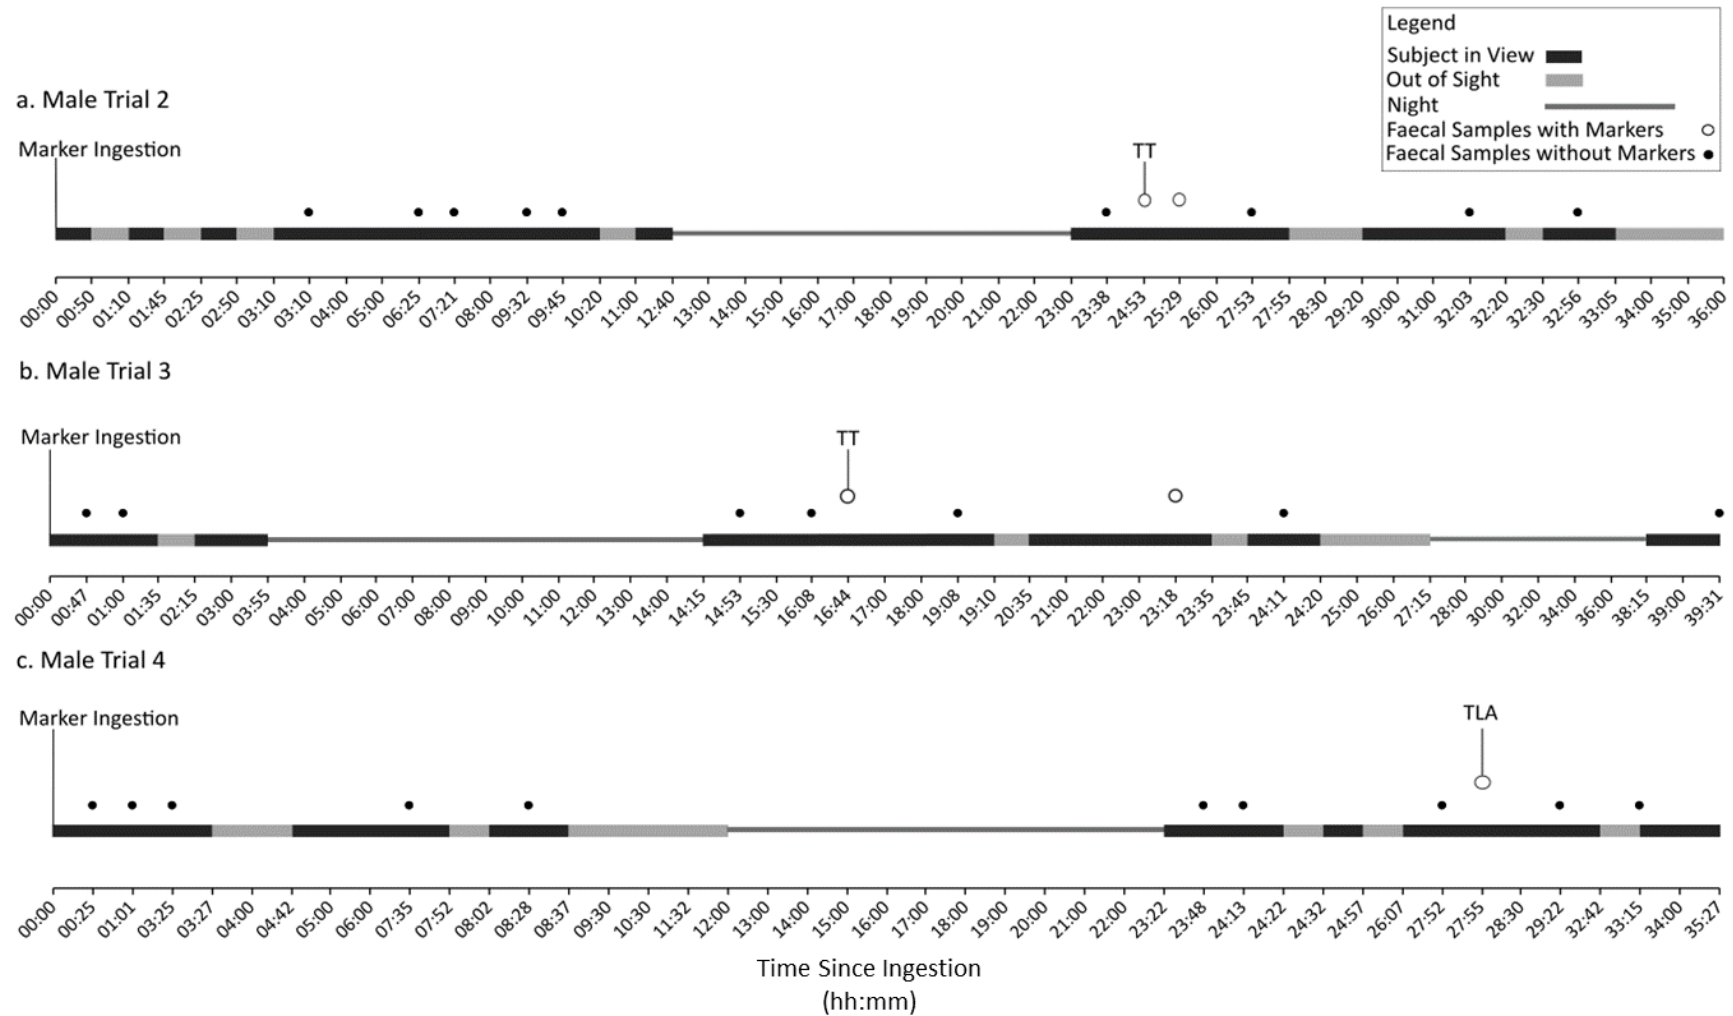 Legend
Subject in View
Out of Sight
Night
Faecal Samples with Markers
Faecal Samples without Markers
a. Male Trial 2
Marker Ingestion
TT
00:00 00:50 01:10 01:45 02:25 02:50 03:10 03:10 04:00 05:00 06:25 07:21 08:00 09:32 09:45 10:20 11:00 12:40 13:00 14:00 15:00 16:00 17:00 18:00 19:00 20:00 21:00 22:00 23:00 23:38 24:53 25:29 26:00 27:53 27:55 28:30 29:20 30:00 31:00 32:03 32:20 32:30 32:56 33:05 34:00 35:00 36:00
b. Male Trial 3
Marker Ingestion
TT
00:00 00:47 01:00 01:35 02:15 03:00 03:55 04:00 05:00 06:00 07:00 08:00 09:00 10:00 11:00 12:00 13:00 14:00 14:15 14:53 15:30 16:08 16:44 17:00 18:00 19:08 19:10 20:35 21:00 22:00 23:00 23:18 23:35 23:45 24:11 24:20 25:00 26:00 27:15 28:00 30:00 32:00 34:00 36:00 38:15 39:00 39:31
c. Male Trial 4
Marker Ingestion
TLA
00:00 00:25 01:01 03:25 03:27 04:00 04:42 05:00 06:00 07:35 07:52 08:02 08:28 08:37 09:30 10:30 11:32 12:00 13:00 14:00 15:00 16:00 17:00 18:00 19:00 20:00 21:00 22:00 23:22 23:48 24:13 24:22 24:32 24:57 26:07 27:52 27:55 28:30 29:22 32:42 33:15 34:00 35:27
Time Since Ingestion
(hh:mm)